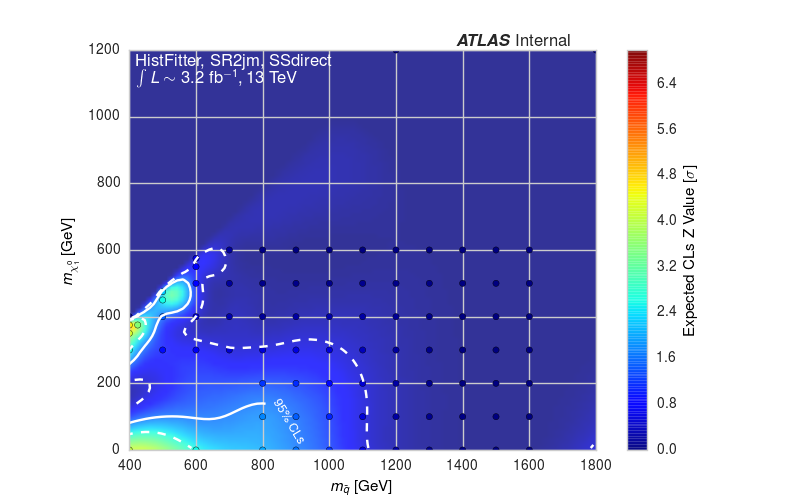 ATLAS Internal
HistFitter, SR2jm, SSdirect
∫ L ∼ 3.2 fb⁻¹, 13 TeV
1200
1000
800
600
400
200
0
m_χ̃₁⁰ [GeV]
95% CLs
400 600 800 1000 1200 1400 1600 1800
m_q̃ [GeV]
6.4
5.6
4.8
4.0
3.2
2.4
1.6
0.8
0.0
Expected CLs Z Value [σ]